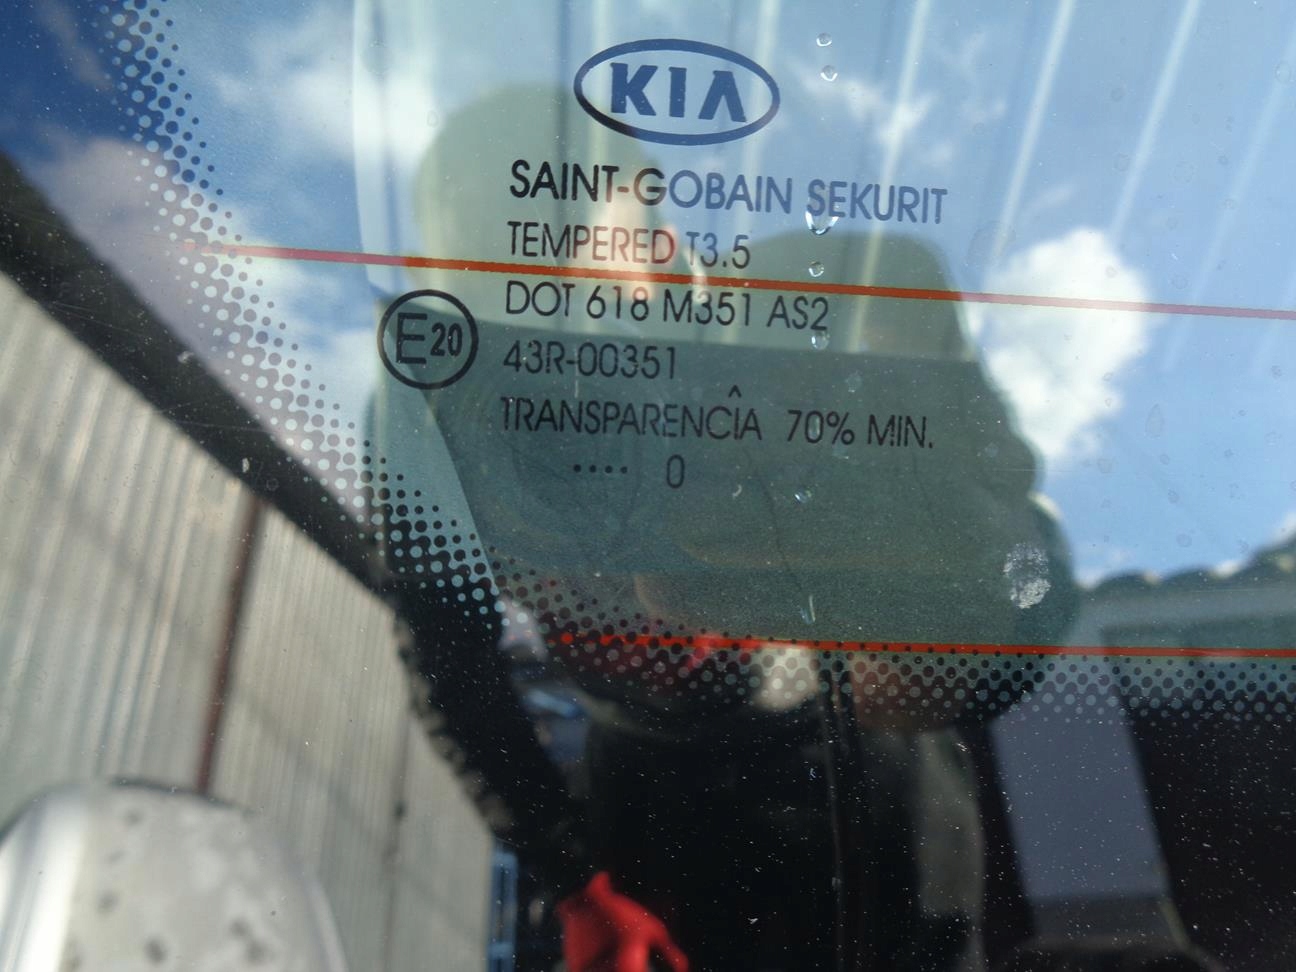 KIA
SAINT-GOBAIN SEKURIT
TEMPERED T3.5
DOT 618 M351 AS2
E20
43R-00351
TRANSPARENCÎA 70% MIN.
.... 0